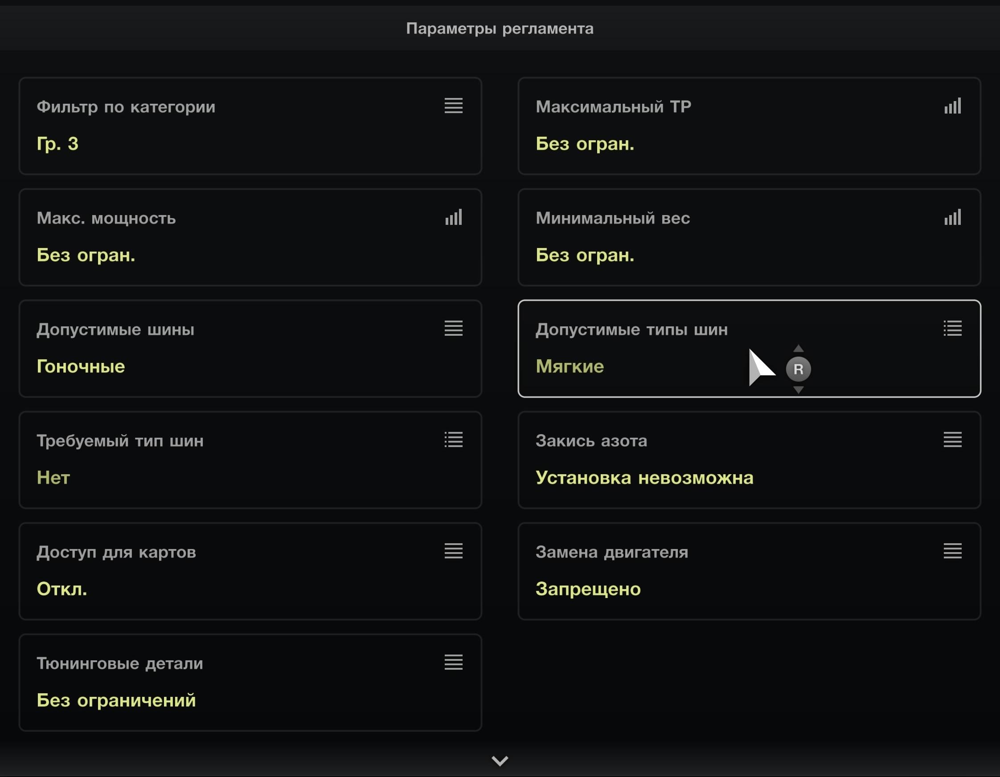 Параметры регламента
Фильтр по категории
Гр. 3
Максимальный ТР
Без огран.
Макс. мощность
Без огран.
Минимальный вес
Без огран.
Допустимые шины
Гоночные
Допустимые типы шин
Мягкие
R
Требуемый тип шин
Нет
Закись азота
Установка невозможна
Доступ для картов
Откл.
Замена двигателя
Запрещено
Тюнинговые детали
Без ограничений